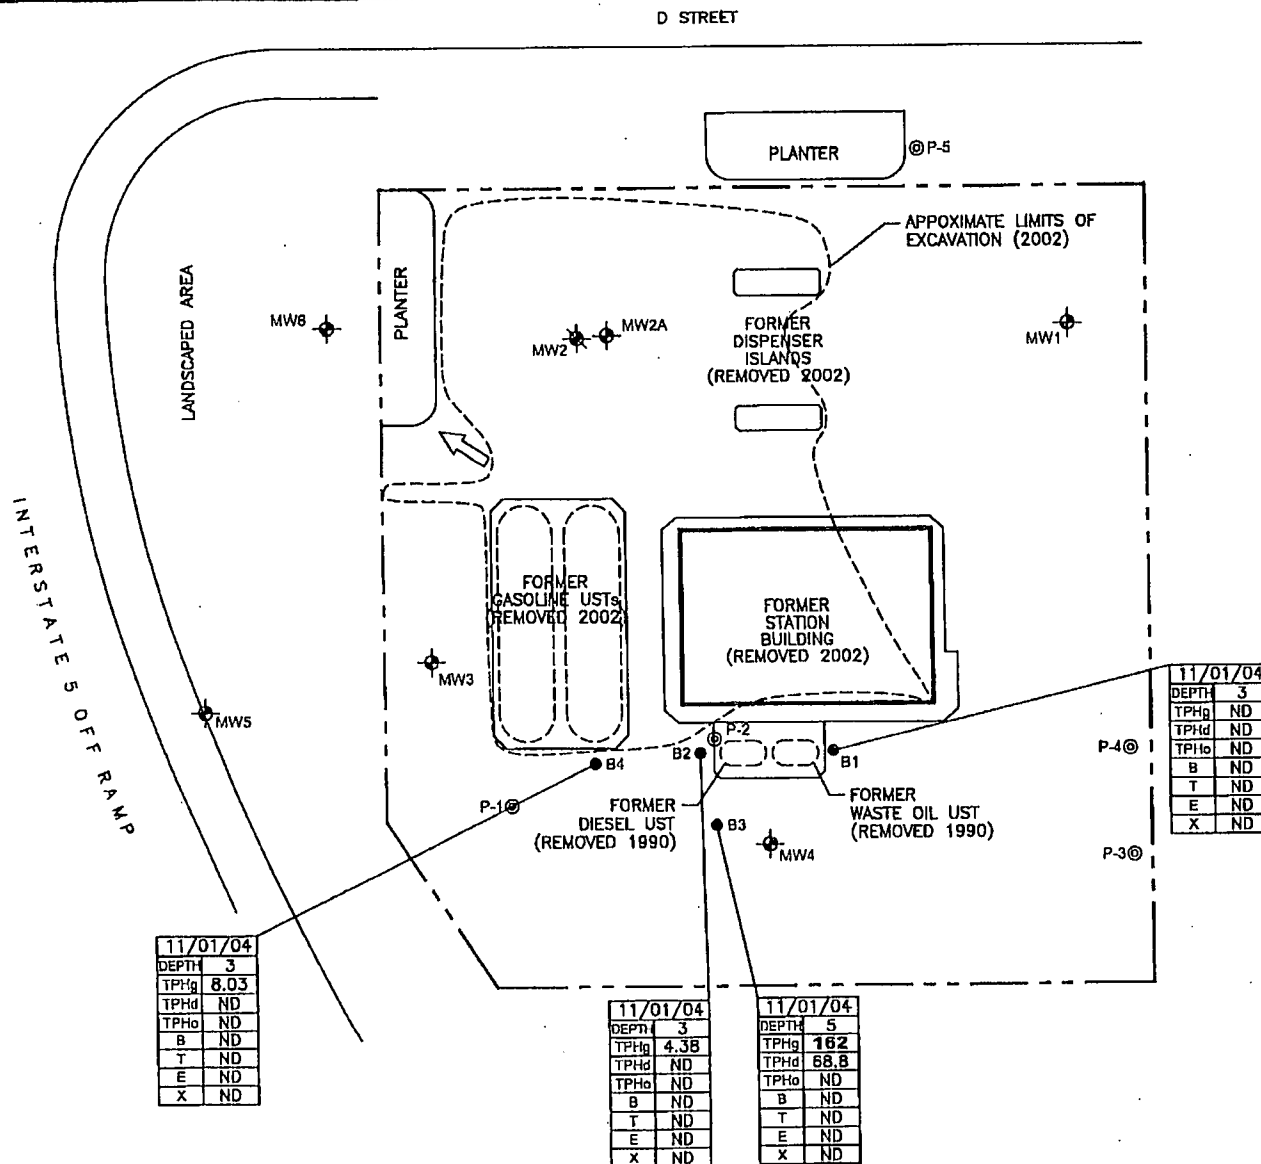 D STREET
PLANTER
P-5
APPOXIMATE LIMITS OF
EXCAVATION (2002)
LANDSCAPED AREA
PLANTER
MW6
MW2
MW2A
FORMER
DISPENSER
ISLANDS
(REMOVED 2002)
MW1
INTERSTATE 5 OFF RAMP
FORMER
GASOLINE USTs
(REMOVED 2002)
FORMER
STATION
BUILDING
(REMOVED 2002)
MW3
MW5
P-2
B2
B1
B4
P-4
P-1
FORMER
DIESEL UST
(REMOVED 1990)
FORMER
WASTE OIL UST
(REMOVED 1990)
B3
MW4
P-3
11/01/04
DEPTH 3
TPHg ND
TPHd ND
TPHo ND
B ND
T ND
E ND
X ND
11/01/04
DEPTH 3
TPHg 8.03
TPHd ND
TPHo ND
B ND
T ND
E ND
X ND
11/01/04
DEPTH 3
TPHg 4.38
TPHd ND
TPHo ND
B ND
T ND
E ND
X ND
11/01/04
DEPTH 5
TPHg 162
TPHd 68.8
TPHo ND
B ND
T ND
E ND
X ND